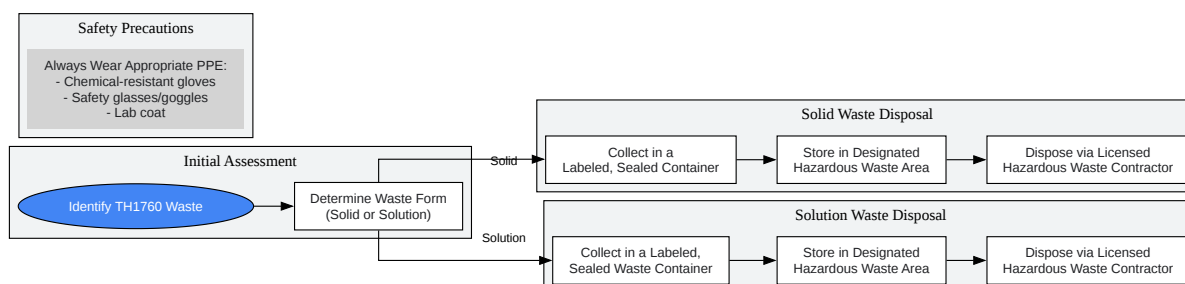 Safety Precautions
Always Wear Appropriate PPE:
- Chemical-resistant gloves
- Safety glasses/goggles
- Lab coat
Initial Assessment
Identify TH1760 Waste
Determine Waste Form
(Solid or Solution)
Solid
Solution
Solid Waste Disposal
Collect in a
Labeled, Sealed Container
Store in Designated
Hazardous Waste Area
Dispose via Licensed
Hazardous Waste Contractor
Solution Waste Disposal
Collect in a Labeled,
Sealed Waste Container
Store in Designated
Hazardous Waste Area
Dispose via Licensed
Hazardous Waste Contractor